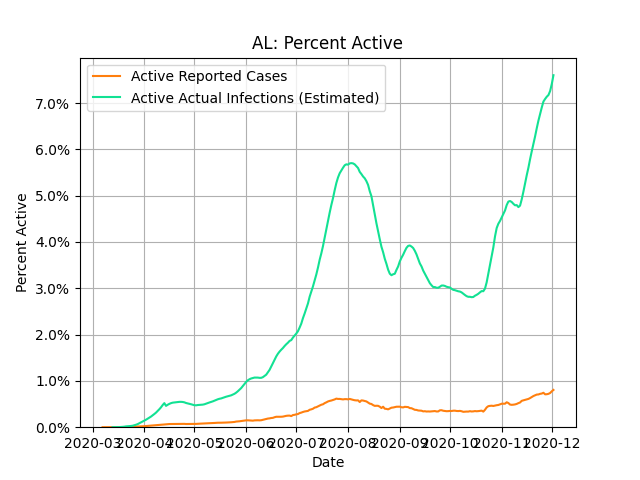 AL: Percent Active
Active Reported Cases
Active Actual Infections (Estimated)
7.0%
6.0%
5.0%
4.0%
3.0%
2.0%
1.0%
0.0%
Percent Active
2020-03 2020-04 2020-05 2020-06 2020-07 2020-08 2020-09 2020-10 2020-11 2020-12
Date